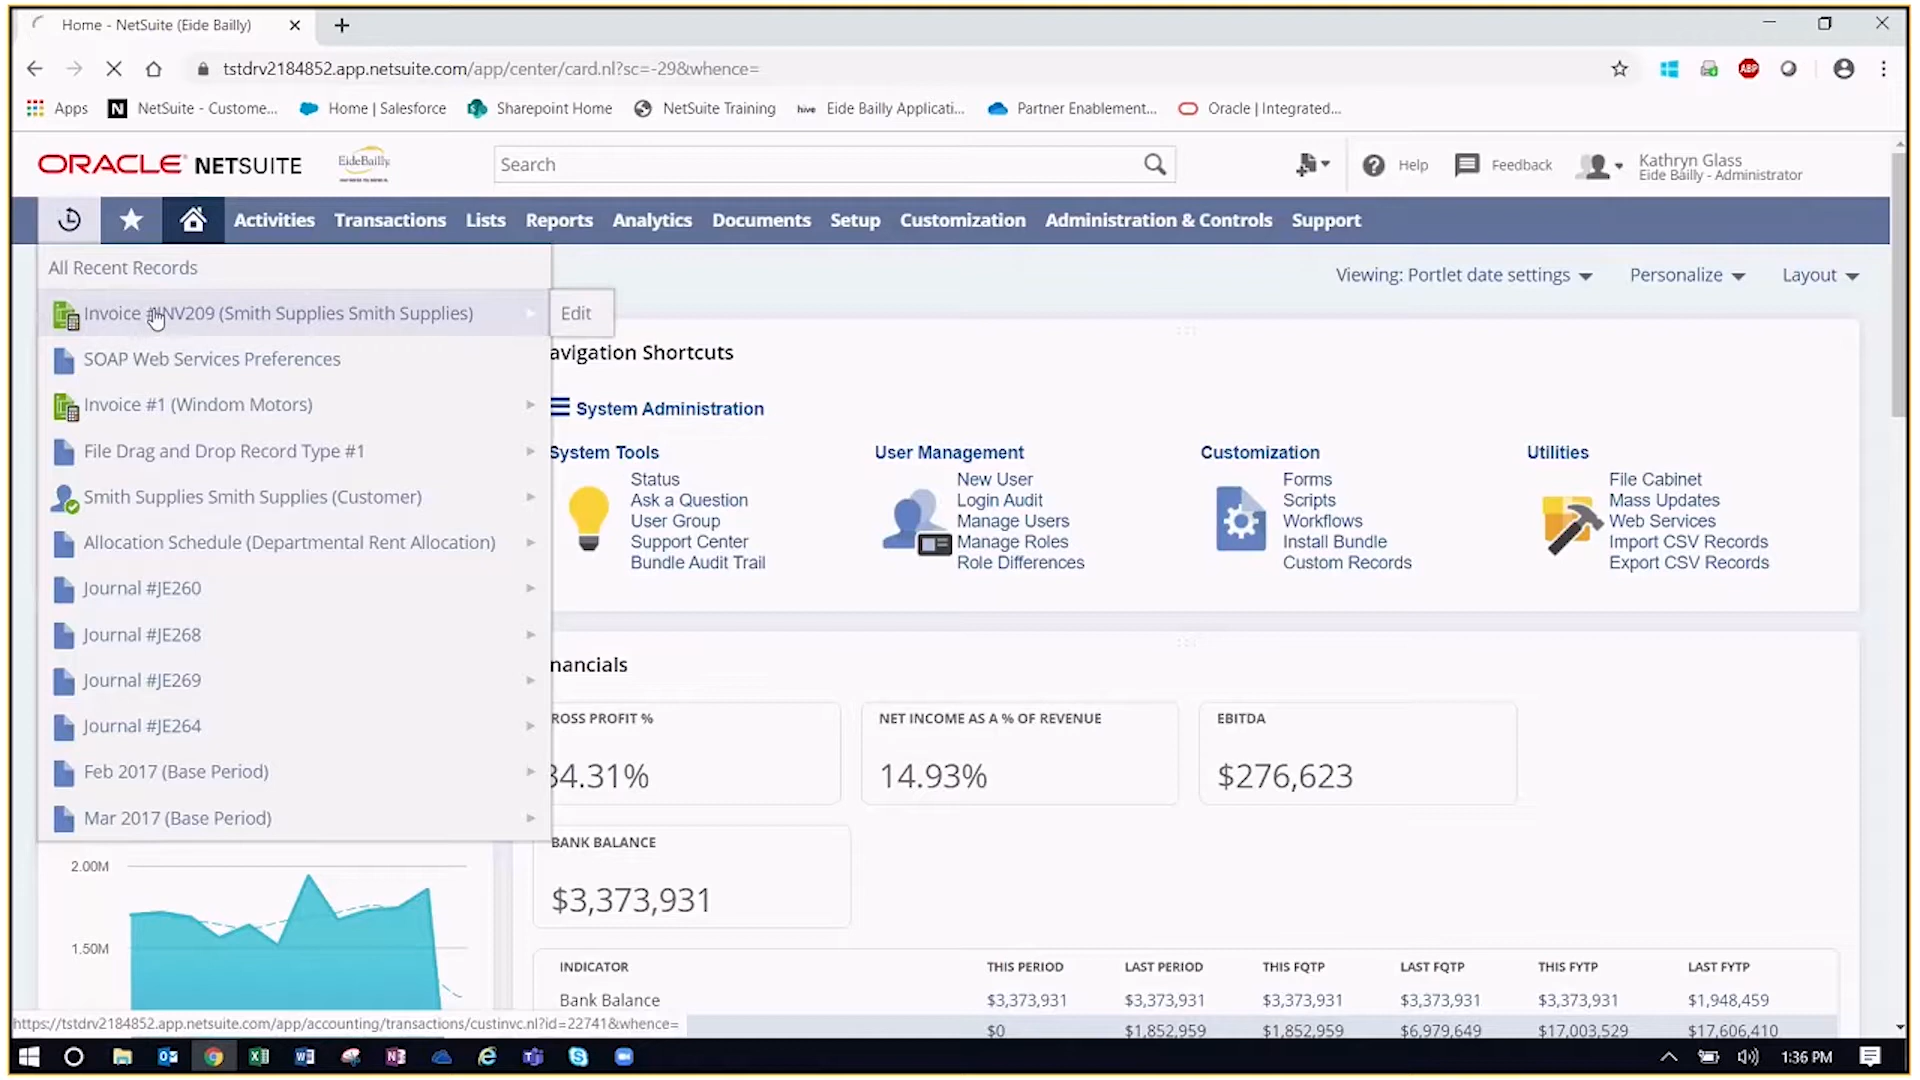 Home - NetSuite (Eide Bailly)
tstdrv2184852.app.netsuite.com/app/center/card.nl?sc=-29&whence=
ABP
Apps
N NetSuite - Custome...
Home | Salesforce
Sharepoint Home
NetSuite Training
hive Eide Bailly Applicati...
Partner Enablement...
Oracle | Integrated...
ORACLE NETSUITE
EideBailly
Search
Help
Feedback
Kathryn Glass
Eide Bailly - Administrator
Activities Transactions Lists Reports Analytics Documents Setup Customization Administration & Controls Support
All Recent Records
Viewing: Portlet date settings
Personalize
Layout
Invoice #INV209 (Smith Supplies Smith Supplies)
Edit
SOAP Web Services Preferences
Invoice #1 (Windom Motors)
File Drag and Drop Record Type #1
Smith Supplies Smith Supplies (Customer)
Allocation Schedule (Departmental Rent Allocation)
Journal #JE260
Journal #JE268
Journal #JE269
Journal #JE264
Feb 2017 (Base Period)
Mar 2017 (Base Period)
avigation Shortcuts
System Administration
System Tools
Status
Ask a Question
User Group
Support Center
Bundle Audit Trail
User Management
New User
Login Audit
Manage Users
Manage Roles
Role Differences
Customization
Forms
Scripts
Workflows
Install Bundle
Custom Records
Utilities
File Cabinet
Mass Updates
Web Services
Import CSV Records
Export CSV Records
nancials
ROSS PROFIT %
34.31%
NET INCOME AS A % OF REVENUE
14.93%
EBITDA
$276,623
BANK BALANCE
$3,373,931
2.00M
1.50M
INDICATOR THIS PERIOD LAST PERIOD THIS FQTP LAST FQTP THIS FYTP LAST FYTP
Bank Balance $3,373,931 $3,373,931 $3,373,931 $3,373,931 $3,373,931 $1,948,459
$0 $1,852,959 $1,852,959 $6,979,649 $17,003,529 $17,606,410
https://tstdrv2184852.app.netsuite.com/app/accounting/transactions/custinvc.nl?id=22741&whence=
1:36 PM